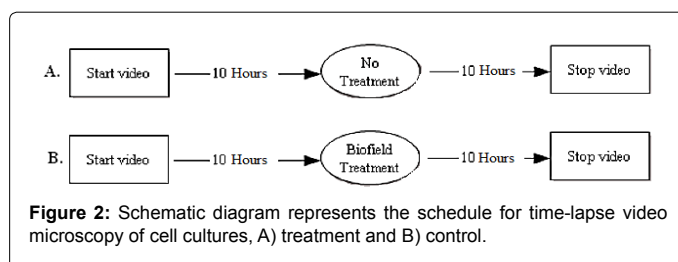 No
A. Start video 10 Hours Treatment 10 Hours Stop video
Biofield
B. Start video 10 Hours Treatment 10 Hours Stop video
Figure 2: Schematic diagram represents the schedule for time-lapse video
microscopy of cell cultures, A) treatment and B) control.